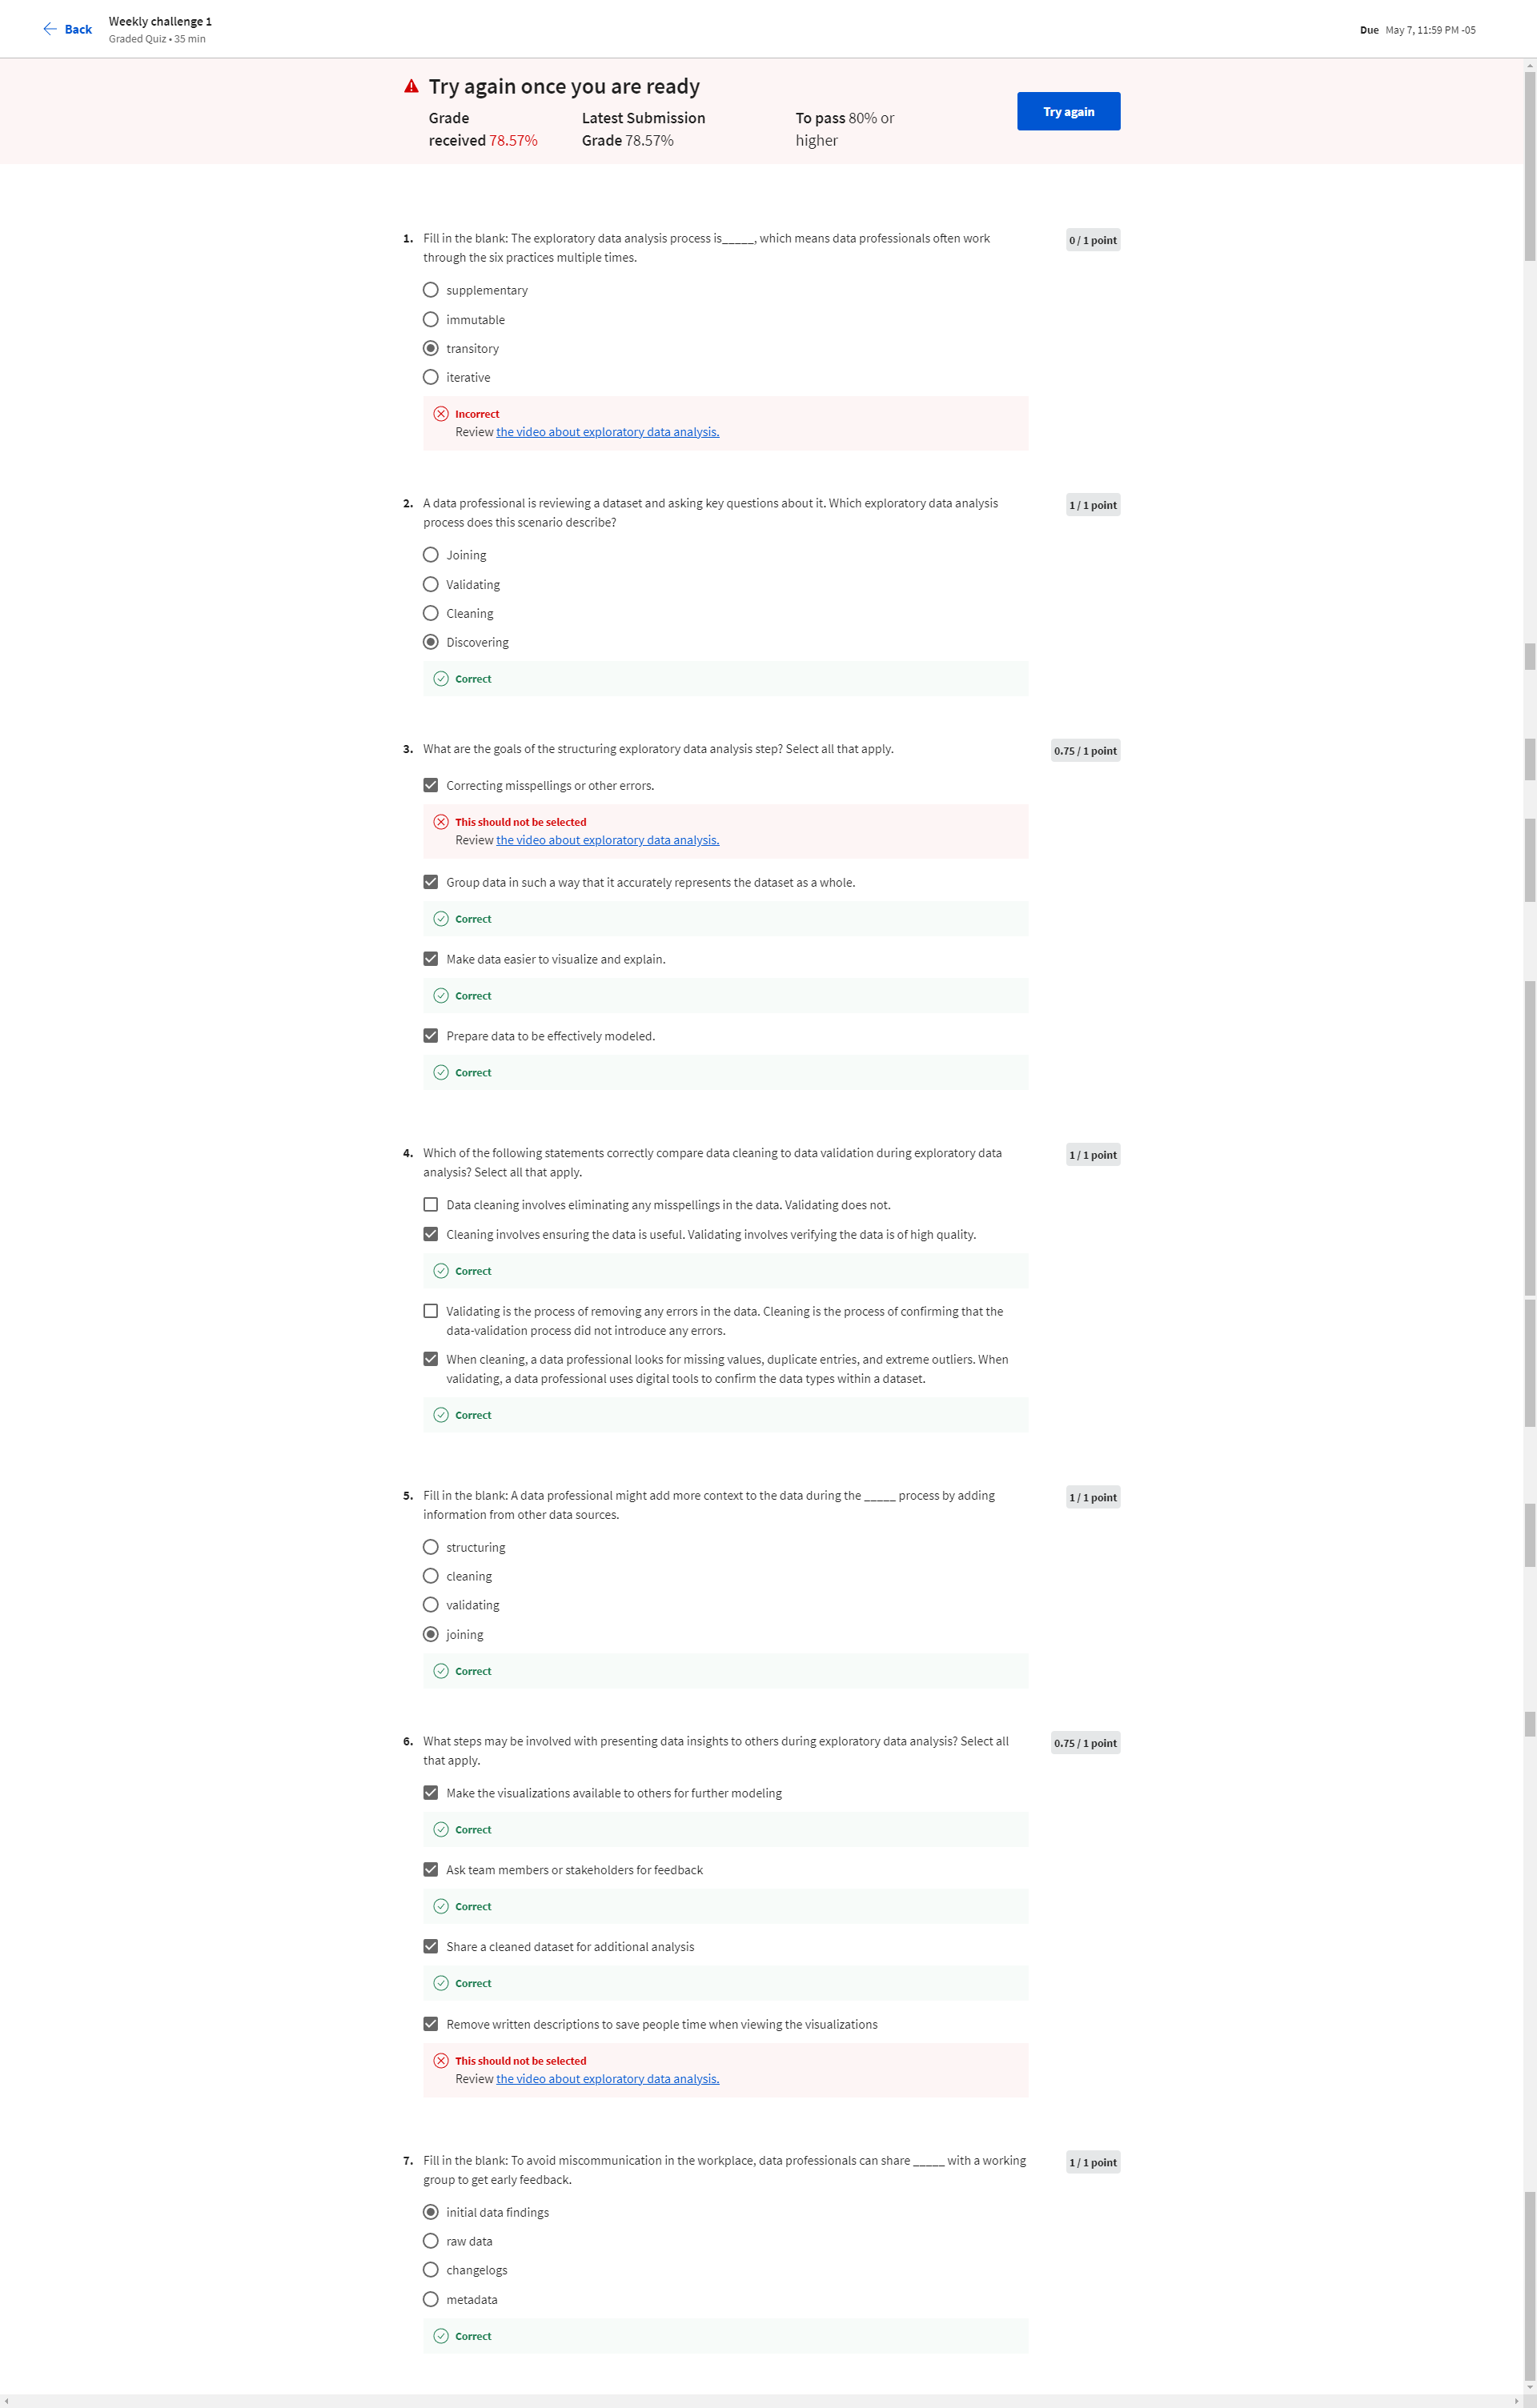 Back
Weekly challenge 1
Graded Quiz • 35 min
Due May 7, 11:59 PM -05
Try again once you are ready
Grade received 78.57%
Latest Submission Grade 78.57%
To pass 80% or higher
Try again
1. Fill in the blank: The exploratory data analysis process is_____, which means data professionals often work
through the six practices multiple times.
0 / 1 point
supplementary
immutable
transitory
iterative
Incorrect
Review the video about exploratory data analysis.
2. A data professional is reviewing a dataset and asking key questions about it. Which exploratory data analysis
process does this scenario describe?
1 / 1 point
Joining
Validating
Cleaning
Discovering
Correct
3. What are the goals of the structuring exploratory data analysis step? Select all that apply.
0.75 / 1 point
Correcting misspellings or other errors.
This should not be selected
Review the video about exploratory data analysis.
Group data in such a way that it accurately represents the dataset as a whole.
Correct
Make data easier to visualize and explain.
Correct
Prepare data to be effectively modeled.
Correct
4. Which of the following statements correctly compare data cleaning to data validation during exploratory data
analysis? Select all that apply.
1 / 1 point
Data cleaning involves eliminating any misspellings in the data. Validating does not.
Cleaning involves ensuring the data is useful. Validating involves verifying the data is of high quality.
Correct
Validating is the process of removing any errors in the data. Cleaning is the process of confirming that the
data-validation process did not introduce any errors.
When cleaning, a data professional looks for missing values, duplicate entries, and extreme outliers. When
validating, a data professional uses digital tools to confirm the data types within a dataset.
Correct
5. Fill in the blank: A data professional might add more context to the data during the _____ process by adding
information from other data sources.
1 / 1 point
structuring
cleaning
validating
joining
Correct
6. What steps may be involved with presenting data insights to others during exploratory data analysis? Select all
that apply.
0.75 / 1 point
Make the visualizations available to others for further modeling
Correct
Ask team members or stakeholders for feedback
Correct
Share a cleaned dataset for additional analysis
Correct
Remove written descriptions to save people time when viewing the visualizations
This should not be selected
Review the video about exploratory data analysis.
7. Fill in the blank: To avoid miscommunication in the workplace, data professionals can share _____ with a working
group to get early feedback.
1 / 1 point
initial data findings
raw data
changelogs
metadata
Correct